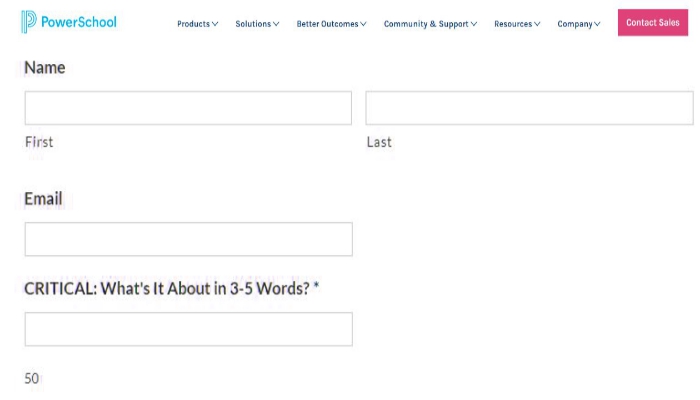 PowerSchool Products Solutions Better Outcomes Community & Support Resources Company Contact Sales
Name
First Last
Email
CRITICAL: What's It About in 3-5 Words? *
50